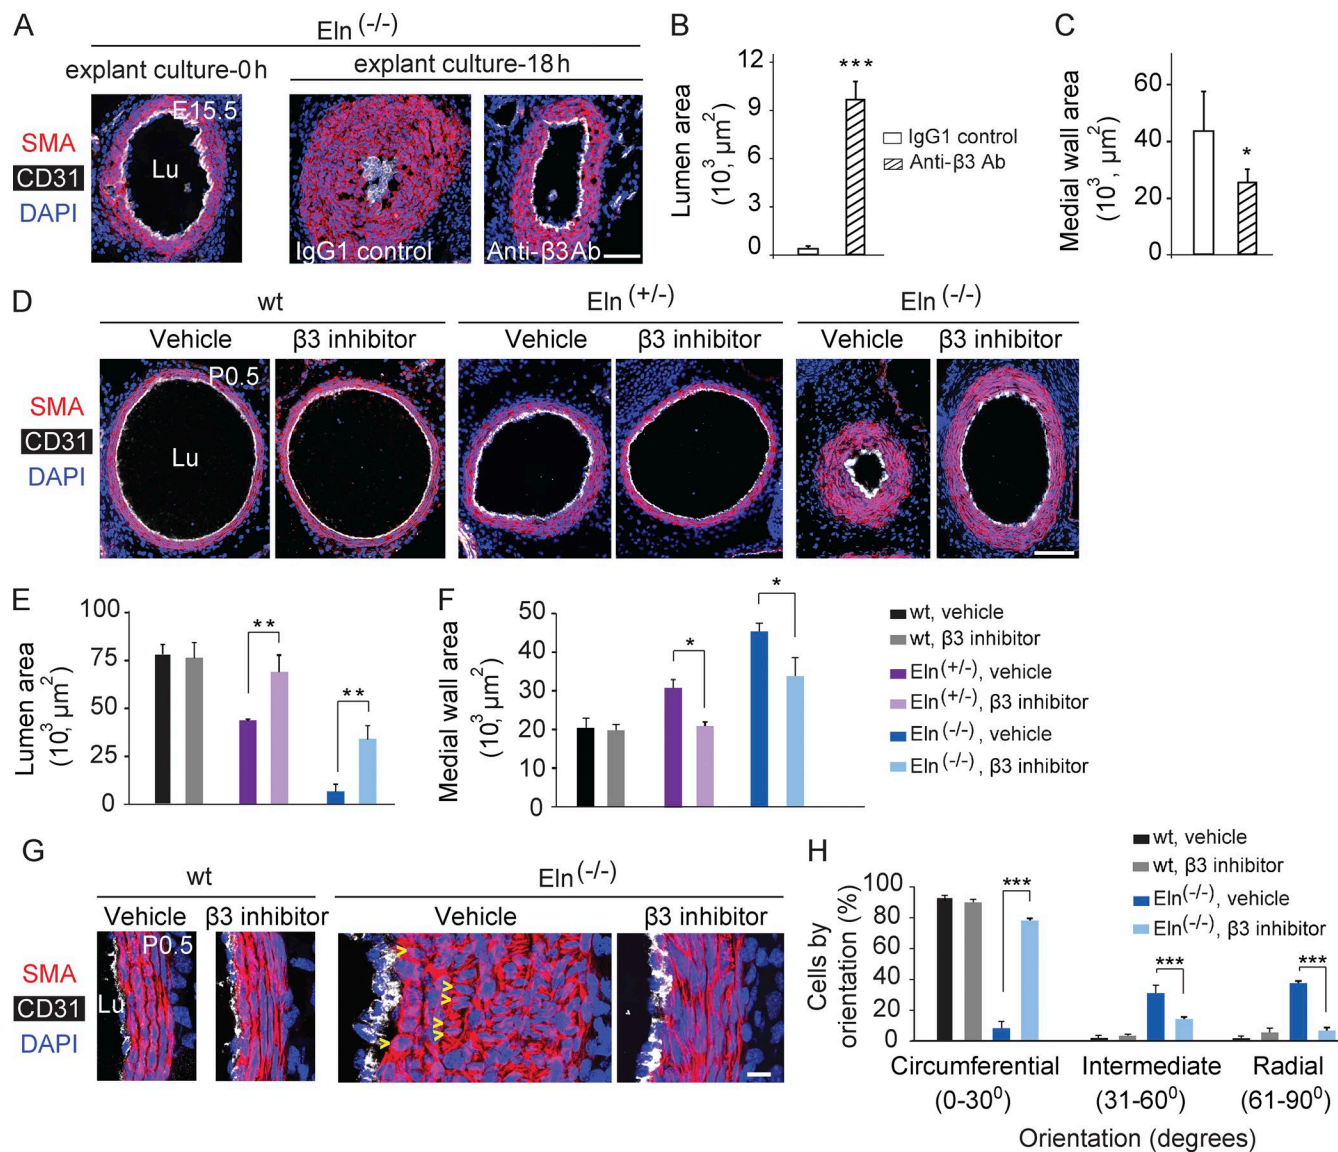 A
Eln(-/-)
explant culture-0h
explant culture-18h
SMA
CD31
DAPI
E15.5
Lu
IgG1 control
Anti-β3Ab
B
Lumen area
(10³, µm²)
12
9
6
3
0
***
IgG1 control
Anti-β3 Ab
C
Medial wall area
(10³, µm²)
60
40
20
0
*
D
wt
Eln(+/-)
Eln(-/-)
Vehicle
β3 inhibitor
Vehicle
β3 inhibitor
Vehicle
β3 inhibitor
SMA
CD31
DAPI
P0.5
Lu
E
Lumen area
(10³, µm²)
100
75
50
25
0
**
**
F
Medial wall area
(10³, µm²)
50
40
30
20
10
0
*
*
wt, vehicle
wt, β3 inhibitor
Eln(+/-), vehicle
Eln(+/-), β3 inhibitor
Eln(-/-), vehicle
Eln(-/-), β3 inhibitor
G
wt
Eln(-/-)
Vehicle
β3 inhibitor
Vehicle
β3 inhibitor
SMA
CD31
DAPI
P0.5
Lu
H
wt, vehicle
wt, β3 inhibitor
Eln(-/-), vehicle
Eln(-/-), β3 inhibitor
Cells by
orientation (%)
100
80
60
40
20
0
***
***
***
Circumferential
(0-30⁰)
Intermediate
(31-60⁰)
Radial
(61-90⁰)
Orientation (degrees)